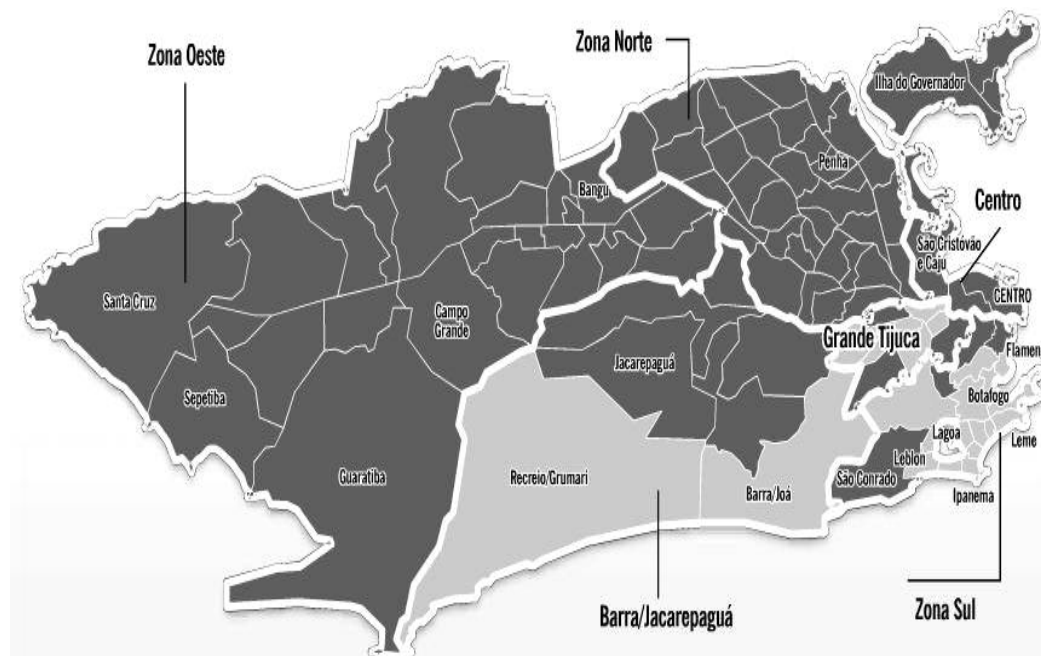 Zona Oeste
Zona Norte
Ilha do Governador
Penha
Bangu
Centro
São Cristóvão
e Caju
CENTRO
Santa Cruz
Campo
Grande
Grande Tijuca
Flamen
Jacarepaguá
Sepetiba
Botafogo
Lagoa
Leme
Leblon
Guaratiba
Recreio/Grumari
Barra/Joá
São Conrado
Ipanema
Barra/Jacarepaguá
Zona Sul